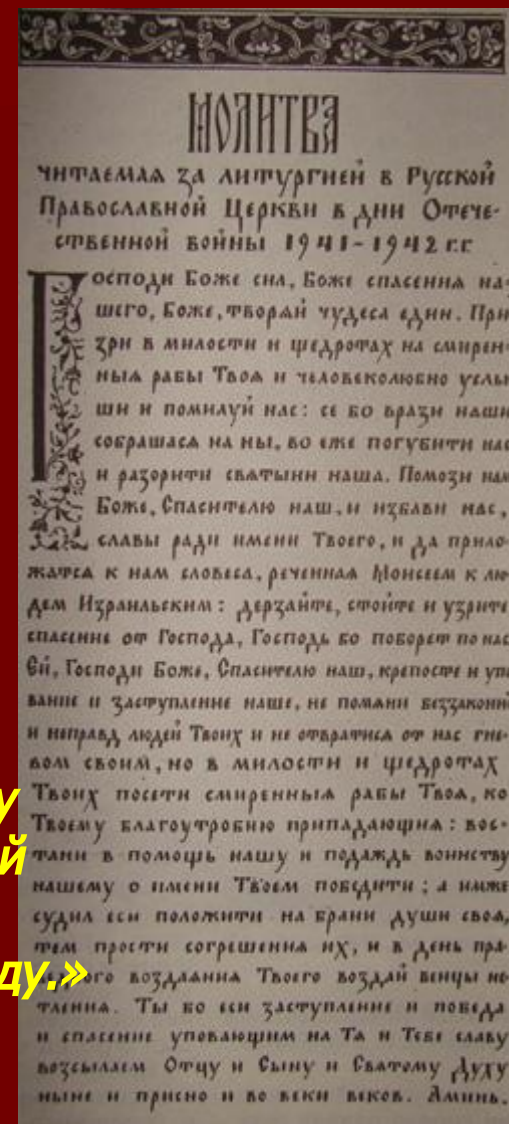 МОЛИТВА
читаемая за литургией в Русской
Православной Церкви в дни Отече-
ственной войны 1941-1942 г.г
Господи Боже сил, Боже спасения на-
шего, Боже, творяй чудеса един. При
зри в милости и щедротах на смирен-
ныя рабы Твоя и человеколюбно услы
ши и помилуй нас: се бо врази наши
собрашася на ны, во еже погубити нас
и разорити святыни наша. Помози нам
Боже, Спасителю наш, и избави нас,
славы ради имени Твоего, и да прило-
жатся к нам словеса, реченная Моисеем к лю
дем Израильским: дерзайте, стойте и узрите
спасение от Господа, Господь бо поборет по нас
Ей, Господи Боже, Спасителю наш, крепосте и упо
вание и заступление наше, не помяни беззаконий
и неправд людей Твоих и не отвратися от нас гне-
вом своим, но в милости и щедротах
у
Твоих посети смиренныя рабы Твоя, ко
Твоему благоутробию припадающия: вос-
й
тани в помощь нашу и подаждь воинству
нашему о имени Твоем победити; а имже
судил еси положити на брани души своя,
тем прости согрешения их, и в день пра-
ду.»
воздаяния Твоего воздай венцы не-
тления. Ты бо еси заступление и победа
и спасение уповающим на Тя и Тебе славу
возсылаем Отцу и Сыну и Святому Духу
ныне и присно и во веки веков. Аминь.